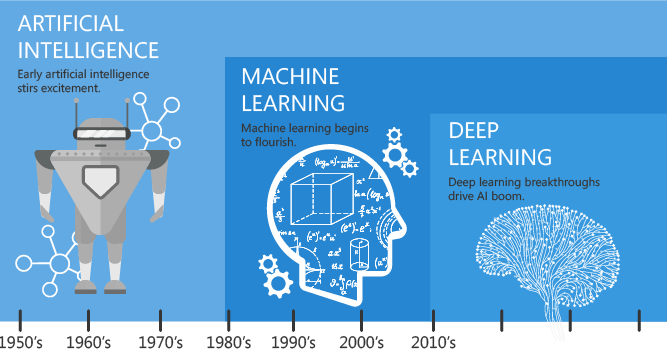 ARTIFICIAL
INTELLIGENCE
Early artificial intelligence
stirs excitement.
MACHINE
LEARNING
Machine learning begins
to flourish.
DEEP
LEARNING
Deep learning breakthroughs
drive AI boom.
1950's 1960's 1970's 1980's 1990's 2000's 2010's